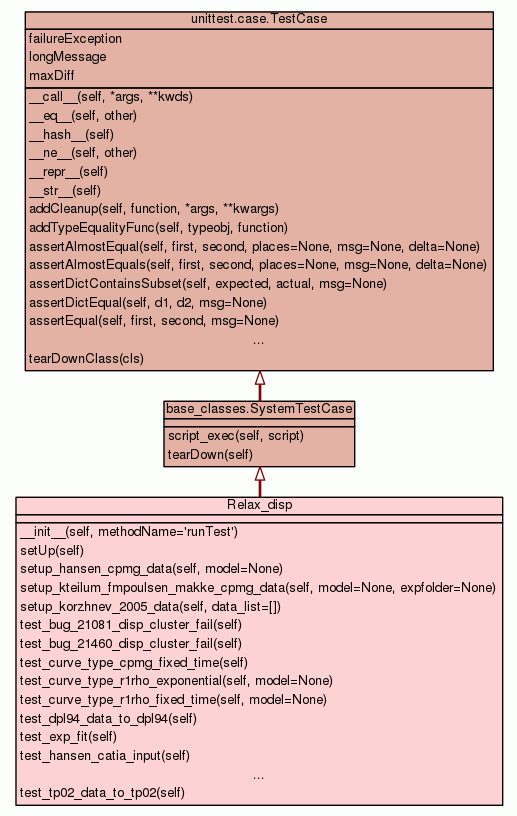 unittest.case.TestCase
failureException
longMessage
maxDiff
__call__(self, *args, **kwds)
__eq__(self, other)
__hash__(self)
__ne__(self, other)
__repr__(self)
__str__(self)
addCleanup(self, function, *args, **kwargs)
addTypeEqualityFunc(self, typeobj, function)
assertAlmostEqual(self, first, second, places=None, msg=None, delta=None)
assertAlmostEquals(self, first, second, places=None, msg=None, delta=None)
assertDictContainsSubset(self, expected, actual, msg=None)
assertDictEqual(self, d1, d2, msg=None)
assertEqual(self, first, second, msg=None)
...
tearDownClass(cls)
base_classes.SystemTestCase
script_exec(self, script)
tearDown(self)
Relax_disp
__init__(self, methodName='runTest')
setUp(self)
setup_hansen_cpmg_data(self, model=None)
setup_kteilum_fmpoulsen_makke_cpmg_data(self, model=None, expfolder=None)
setup_korzhnev_2005_data(self, data_list=[])
test_bug_21081_disp_cluster_fail(self)
test_bug_21460_disp_cluster_fail(self)
test_curve_type_cpmg_fixed_time(self)
test_curve_type_r1rho_exponential(self, model=None)
test_curve_type_r1rho_fixed_time(self, model=None)
test_dpl94_data_to_dpl94(self)
test_exp_fit(self)
test_hansen_catia_input(self)
...
test_tp02_data_to_tp02(self)